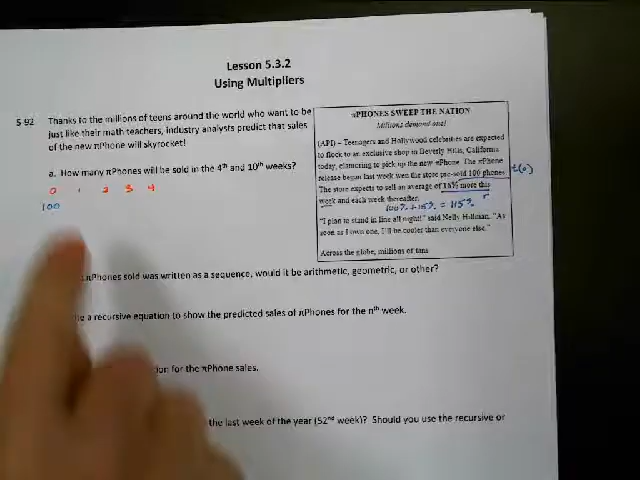 Lesson 5.3.2
Using Multipliers
5-92 Thanks to the millions of teens around the world who want to be
just like their math teachers, industry analysts predict that sales
of the new πPhone will skyrocket!
a. How many πPhones will be sold in the 4th and 10th weeks?
0 1 2 3 4
100
πPHONES SWEEP THE NATION
Millions demand one!
(API) – Teenagers and Hollywood celebrities are expected
to flock to an exclusive shop in Beverly Hills, California
today, clamoring to pick up the new πPhone. The πPhone
release began last week when the store pre-sold 100 phones t(0)
The store expects to sell an average of 15% more this
week and each week thereafter.
100% + 15% = 115%
"I plan to stand in line all night!" said Nelly Hillman. "As
soon as I own one, I'll be cooler than everyone else."
Across the globe, millions of fans
πPhones sold was written as a sequence, would it be arithmetic, geometric, or other?
e a recursive equation to show the predicted sales of πPhones for the nth week.
ion for the πPhone sales.
the last week of the year (52nd week)? Should you use the recursive or